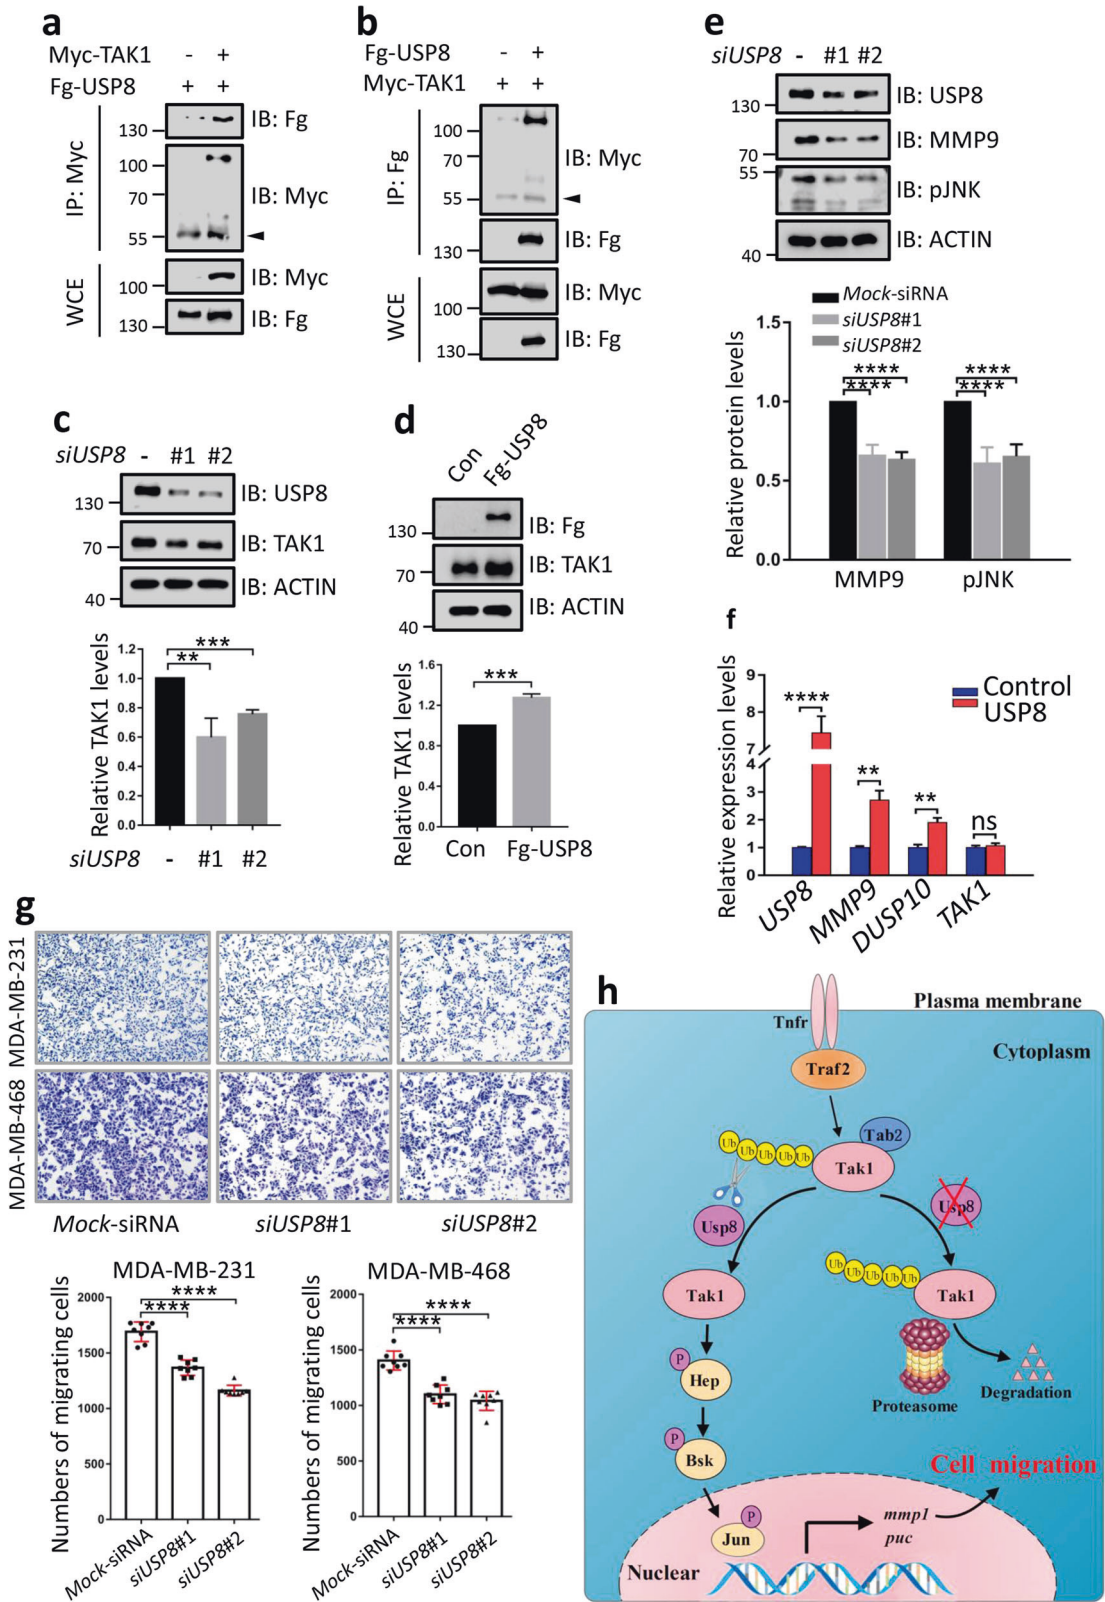 a
Myc-TAK1 - +
Fg-USP8 + +
IP: Myc
130
IB: Fg
100
70
55
IB: Myc
WCE
100
IB: Myc
130
IB: Fg
b
Fg-USP8 - +
Myc-TAK1 + +
IP: Fg
100
70
55
IB: Myc
130
IB: Fg
WCE
100
IB: Myc
130
IB: Fg
c
siUSP8 - #1 #2
130
IB: USP8
70
IB: TAK1
40
IB: ACTIN
Relative TAK1 levels
1.2
1.0
0.8
0.6
0.4
0.2
0.0
***
**
siUSP8 - #1 #2
d
Con Fg-USP8
130
IB: Fg
70
IB: TAK1
40
IB: ACTIN
Relative TAK1 levels
1.6
1.2
0.8
0.4
0.0
***
Con Fg-USP8
e
siUSP8 - #1 #2
130
IB: USP8
70
IB: MMP9
55
IB: pJNK
40
IB: ACTIN
Mock-siRNA
siUSP8#1
siUSP8#2
Relative protein levels
1.5
1.0
0.5
0.0
**** ****
**** ****
MMP9 pJNK
f
Relative expression levels
9
8
7
4
3
2
1
0
Control
USP8
****
**
**
ns
USP8 MMP9 DUSP10 TAK1
g
MDA-MB-231
MDA-MB-468
Mock-siRNA siUSP8#1 siUSP8#2
MDA-MB-231
Numbers of migrating cells
2000
1500
1000
500
0
****
****
Mock-siRNA siUSP8#1 siUSP8#2
MDA-MB-468
Numbers of migrating cells
2000
1500
1000
500
0
****
****
Mock-siRNA siUSP8#1 siUSP8#2
h
Plasma membrane
Tnfr
Cytoplasm
Traf2
Tab2
Ub Ub Ub Ub Ub
Tak1
Usp8
Usp8
Ub Ub Ub Ub Ub
Tak1
Tak1
P
Hep
Proteasome
Degradation
P
Bsk
Cell migration
P
Jun
mmp1
puc
Nuclear